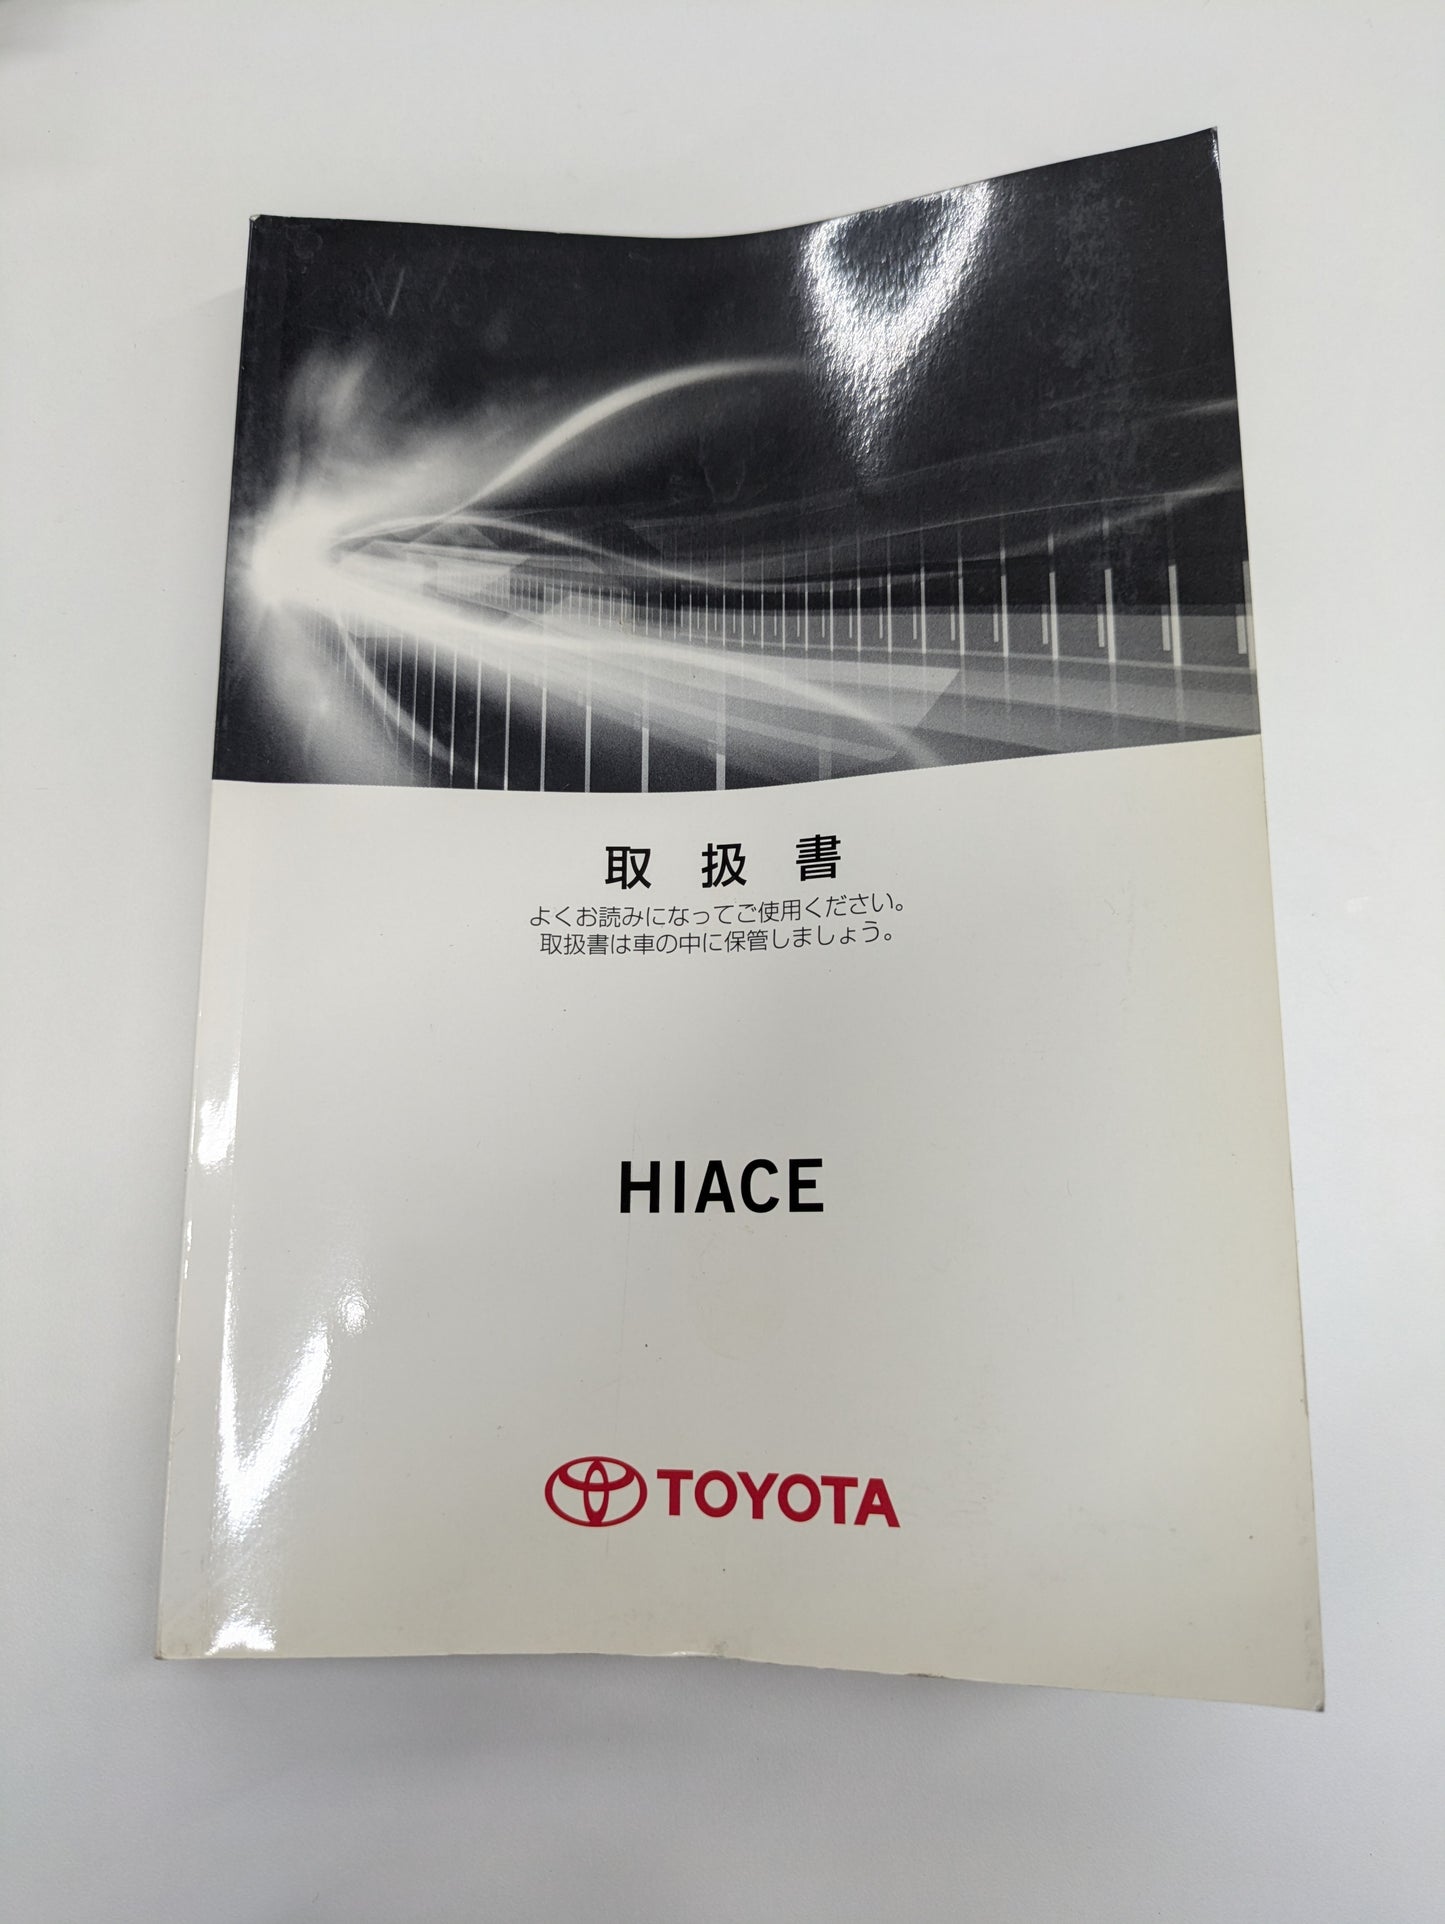 取扱書
よくお読みになってご使用ください。
取扱書は車の中に保管しましょう。
HIACE
TOYOTA